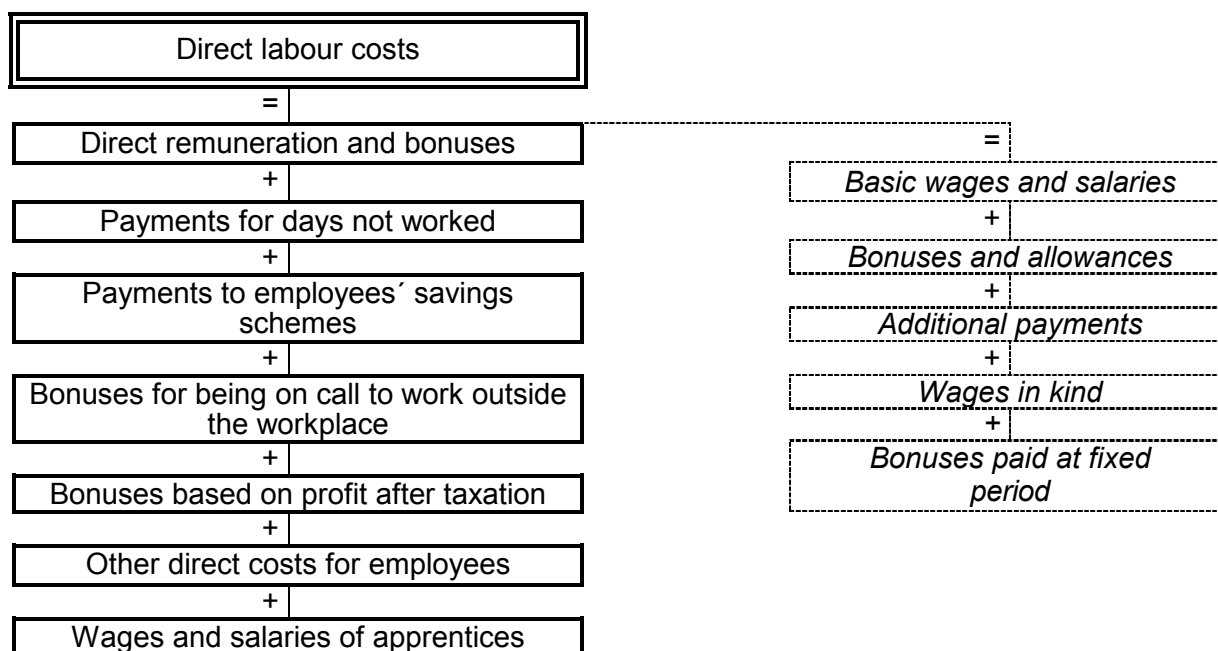 Direct labour costs
=
Direct remuneration and bonuses
+
Payments for days not worked
+
Payments to employees´ savings
schemes
+
Bonuses for being on call to work outside
the workplace
+
Bonuses based on profit after taxation
+
Other direct costs for employees
+
Wages and salaries of apprentices
=
Basic wages and salaries
+
Bonuses and allowances
+
Additional payments
+
Wages in kind
+
Bonuses paid at fixed
period